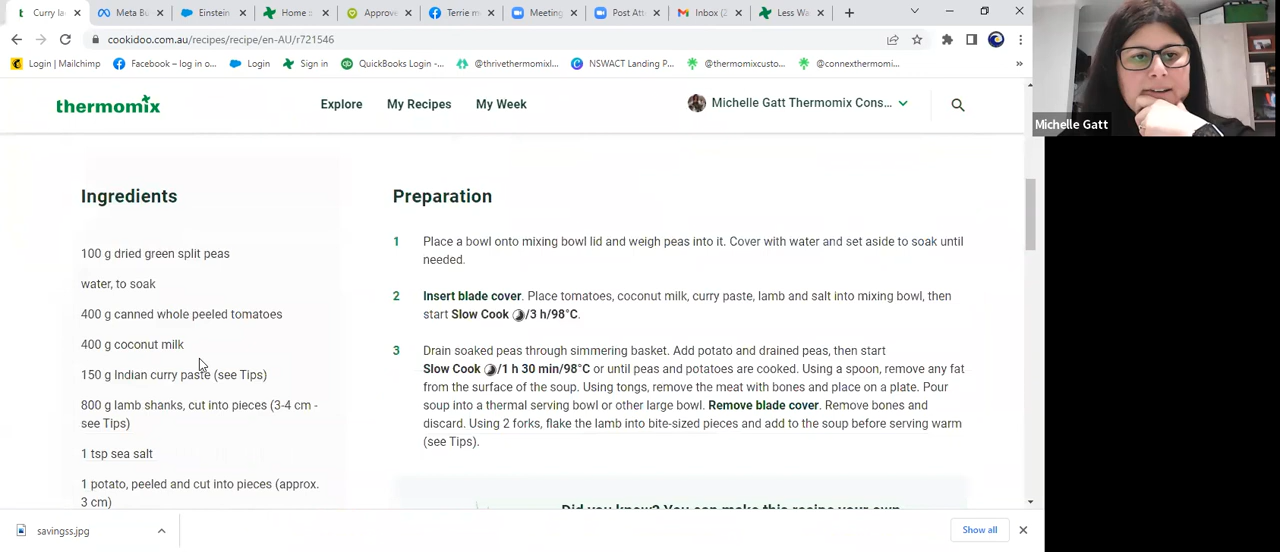 Curry la
Meta Bu
Einstein
Home :
Approve
Terrie m
Meeting
Post Att
Inbox (2
Less Wa
cookidoo.com.au/recipes/recipe/en-AU/r721546
Login | Mailchimp
Facebook – log in o...
Login
Sign in
QuickBooks Login -...
@thrivethermomixl...
NSWACT Landing P...
@thermomixcusto...
@connexthermomi...
»
thermomix
Explore
My Recipes
My Week
Michelle Gatt Thermomix Cons...
Michelle Gatt
Ingredients
100 g dried green split peas
water, to soak
400 g canned whole peeled tomatoes
400 g coconut milk
150 g Indian curry paste (see Tips)
800 g lamb shanks, cut into pieces (3-4 cm -
see Tips)
1 tsp sea salt
1 potato, peeled and cut into pieces (approx.
3 cm)
Preparation
1 Place a bowl onto mixing bowl lid and weigh peas into it. Cover with water and set aside to soak until
needed.
2 Insert blade cover. Place tomatoes, coconut milk, curry paste, lamb and salt into mixing bowl, then
start Slow Cook /3 h/98°C.
3 Drain soaked peas through simmering basket. Add potato and drained peas, then start
Slow Cook /1 h 30 min/98°C or until peas and potatoes are cooked. Using a spoon, remove any fat
from the surface of the soup. Using tongs, remove the meat with bones and place on a plate. Pour
soup into a thermal serving bowl or other large bowl. Remove blade cover. Remove bones and
discard. Using 2 forks, flake the lamb into bite-sized pieces and add to the soup before serving warm
(see Tips).
Did you know? You can make this recipe your own
savingss.jpg
Show all